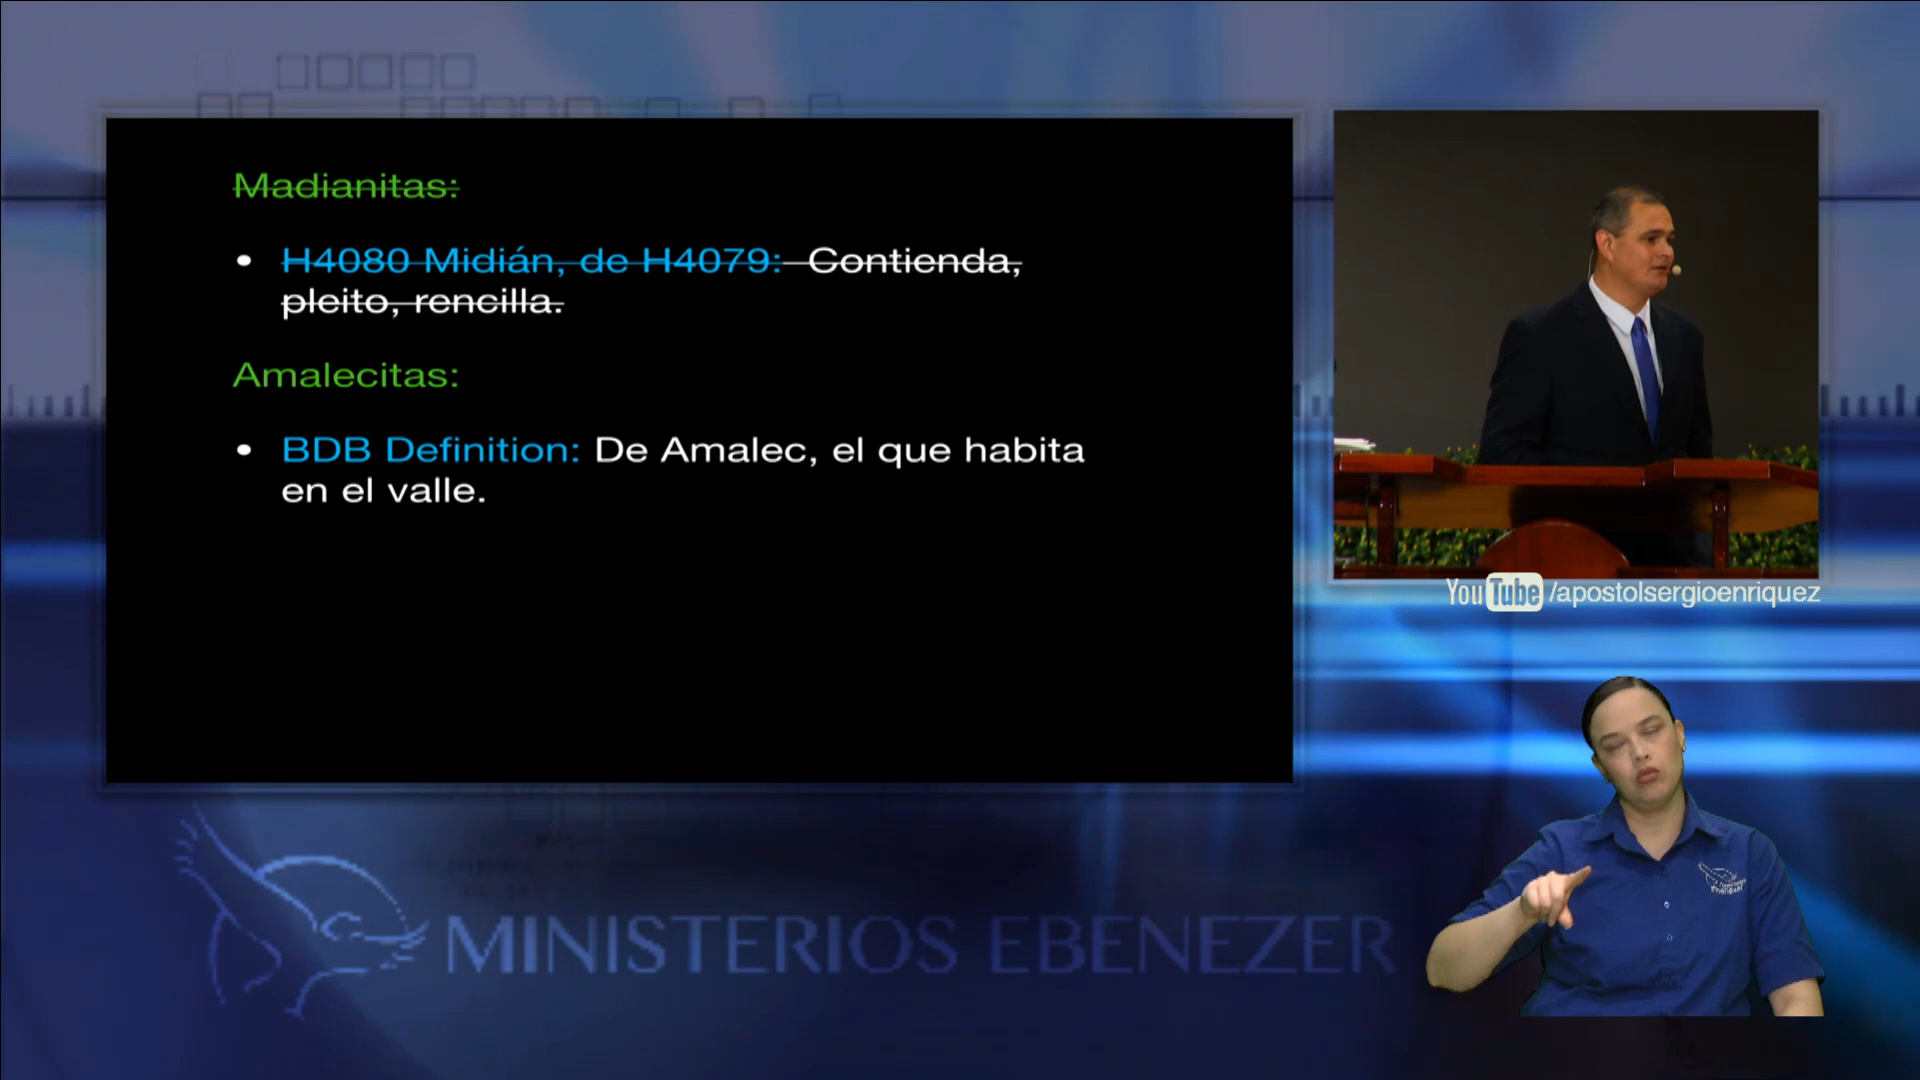 Madianitas:
• H4080 Midián, de H4079: Contienda,
pleito, rencilla.
Amalecitas:
• BDB Definition: De Amalec, el que habita
en el valle.
YouTube /apostolsergioenriquez
MINISTERIOS EBENEZER